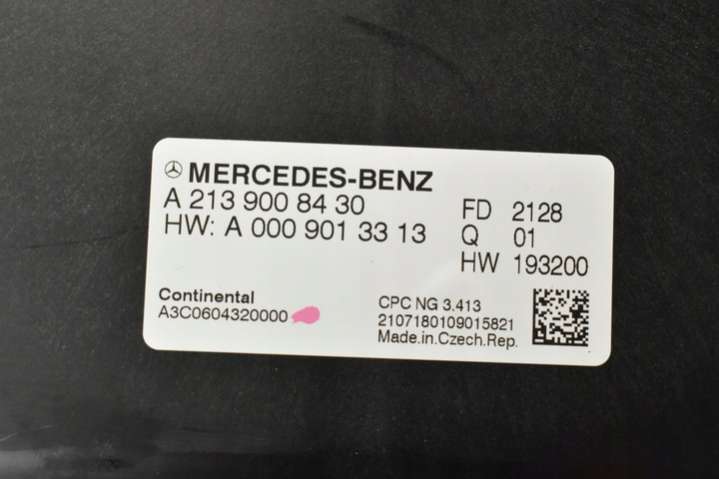 MERCEDES-BENZ
A 213 900 84 30
HW: A 000 901 33 13
FD 2128
Q 01
HW 193200
Continental
A3C0604320000
CPC NG 3.413
2107180109015821
Made.in.Czech.Rep.